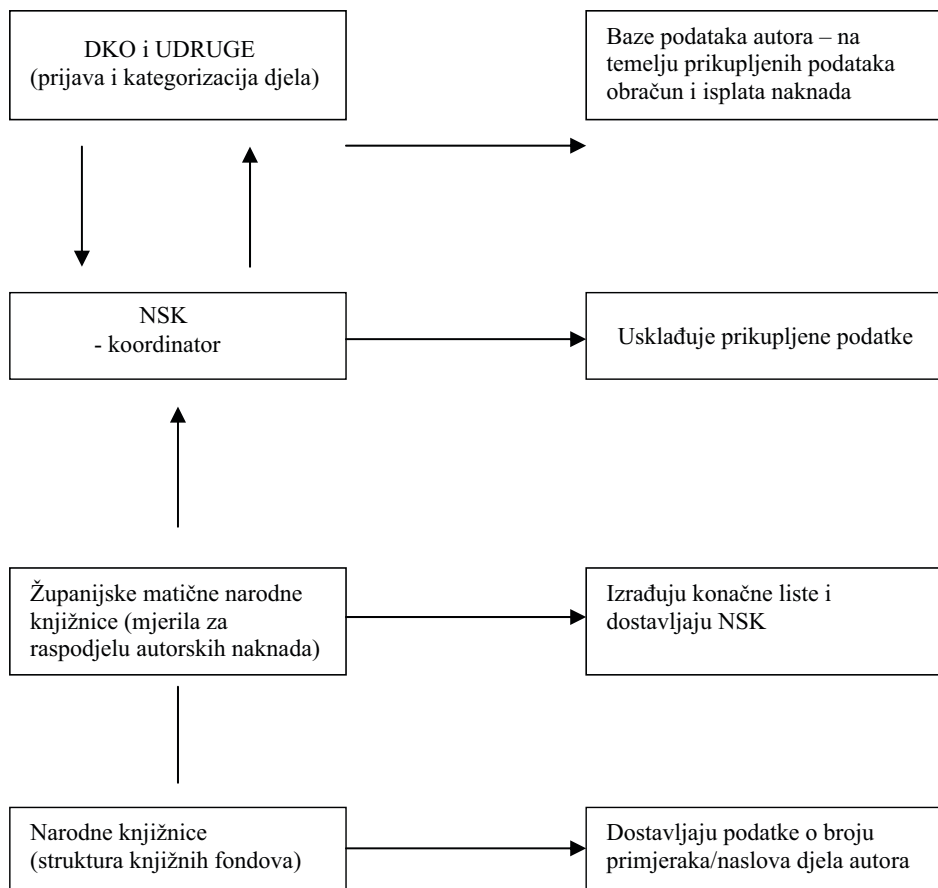 DKO i UDRUGE
(prijava i kategorizacija djela)
Baze podataka autora – na
temelju prikupljenih podataka
obračun i isplata naknada
NSK
- koordinator
Usklađuje prikupljene podatke
Županijske matične narodne
knjižnice (mjerila za
raspodjelu autorskih naknada)
Izrađuju konačne liste i
dostavljaju NSK
Narodne knjižnice
(struktura knjižnih fondova)
Dostavljaju podatke o broju
primjeraka/naslova djela autora